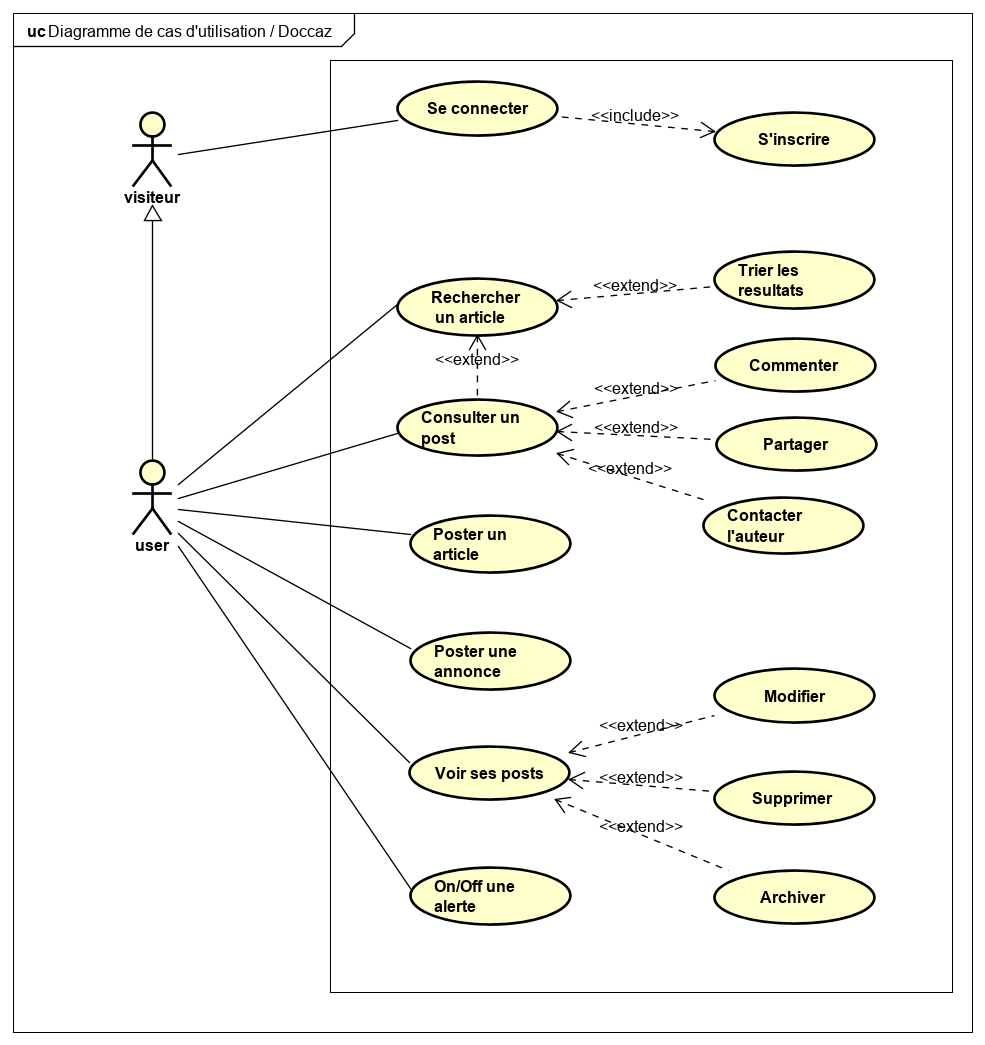 uc Diagramme de cas d'utilisation / Doccaz
Se connecter
<<include>>
S'inscrire
visiteur
Rechercher
un article
<<extend>>
Trier les
resultats
<<extend>>
Consulter un
post
<<extend>>
Commenter
<<extend>>
Partager
<<extend>>
Contacter
l'auteur
user
Poster un
article
Poster une
annonce
Voir ses posts
<<extend>>
Modifier
<<extend>>
Supprimer
<<extend>>
Archiver
On/Off une
alerte